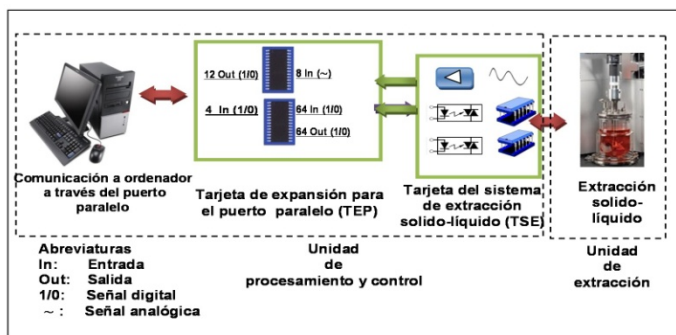 12 Out (1/0)
8 In (~)
4 In (1/0)
64 In (1/0)
64 Out (1/0)
Comunicación a ordenador
a través del puerto
paralelo
Tarjeta de expansión para
el puerto paralelo (TEP)
Tarjeta del sistema
de extracción
solido-líquido (TSE)
Extracción
solido-
líquido
Abreviaturas
In: Entrada
Out: Salida
1/0: Señal digital
~ : Señal analógica
Unidad
de
procesamiento y control
Unidad
de
extracción